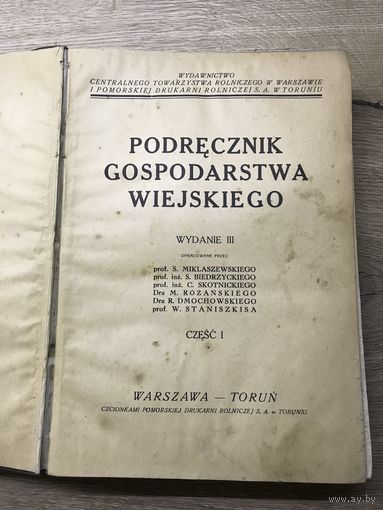 WYDAWNICTWO
CENTRALNEGO TOWARZYSTWA ROLNICZEGO W WARSZAWIE
I POMORSKIEJ DRUKARNI ROLNICZEJ S. A. W TORUNIU
PODRĘCZNIK
GOSPODARSTWA
WIEJSKIEGO
WYDANIE III
OPRACOWANE PRZEZ
prof. S. MIKLASZEWSKIEGO
prof. inż. S. BIEDRZYCKIEGO
prof. inż. C. SKOTNICKIEGO
Dra M. RÓŻAŃSKIEGO
Dra R. DMOCHOWSKIEGO
prof. W. STANISZKISA
CZĘŚĆ I
WARSZAWA — TORUŃ
CZCIONKAMI POMORSKIEJ DRUKARNI ROLNICZEJ S. A. w TORUNIU
www.ay.by